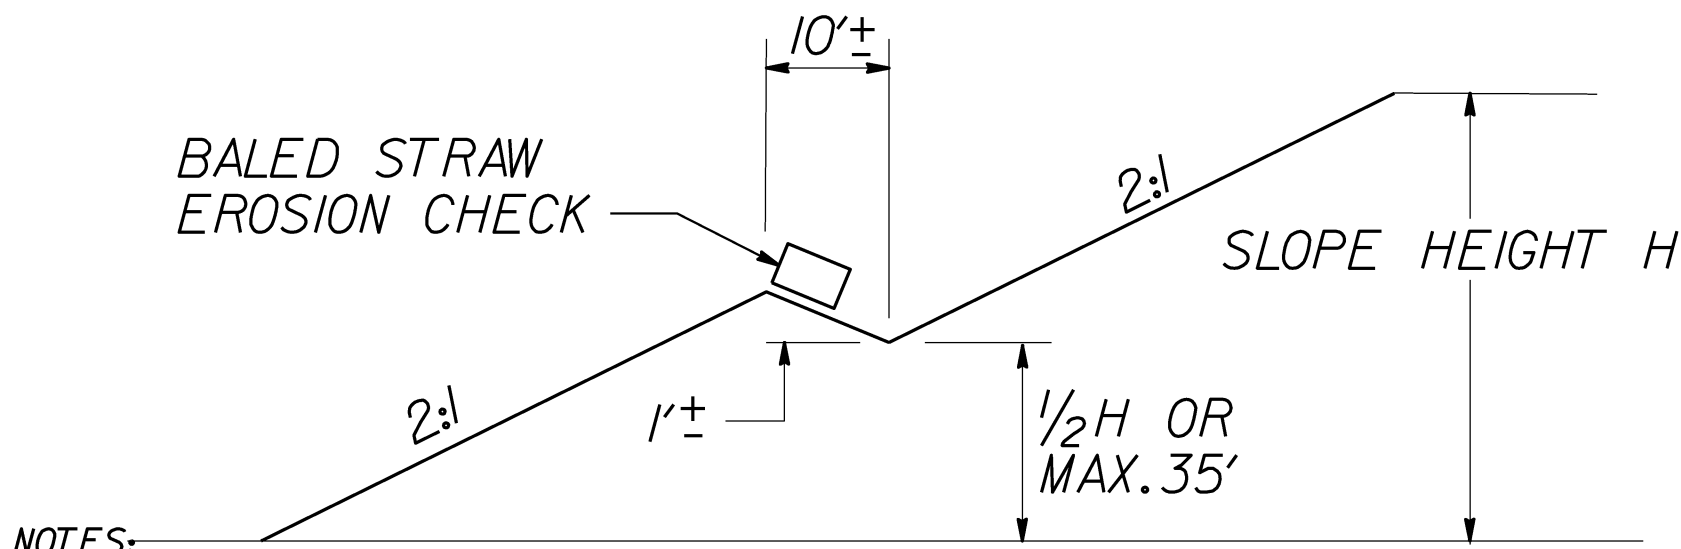 10'±
BALED STRAW
EROSION CHECK
2:1
SLOPE HEIGHT H
2:1
1'±
½H OR
MAX. 35'
NOTES: